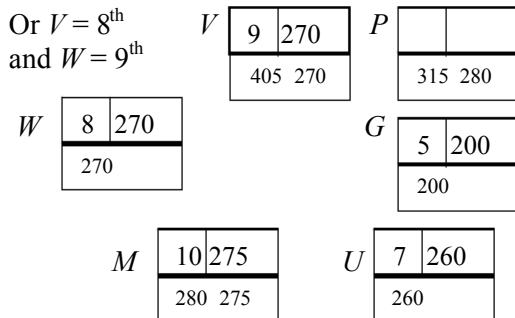 Or V = 8th
and W = 9th
V 9 270
405 270
P
315 280
W 8 270
270
G 5 200
200
M 10 275
280 275
U 7 260
260